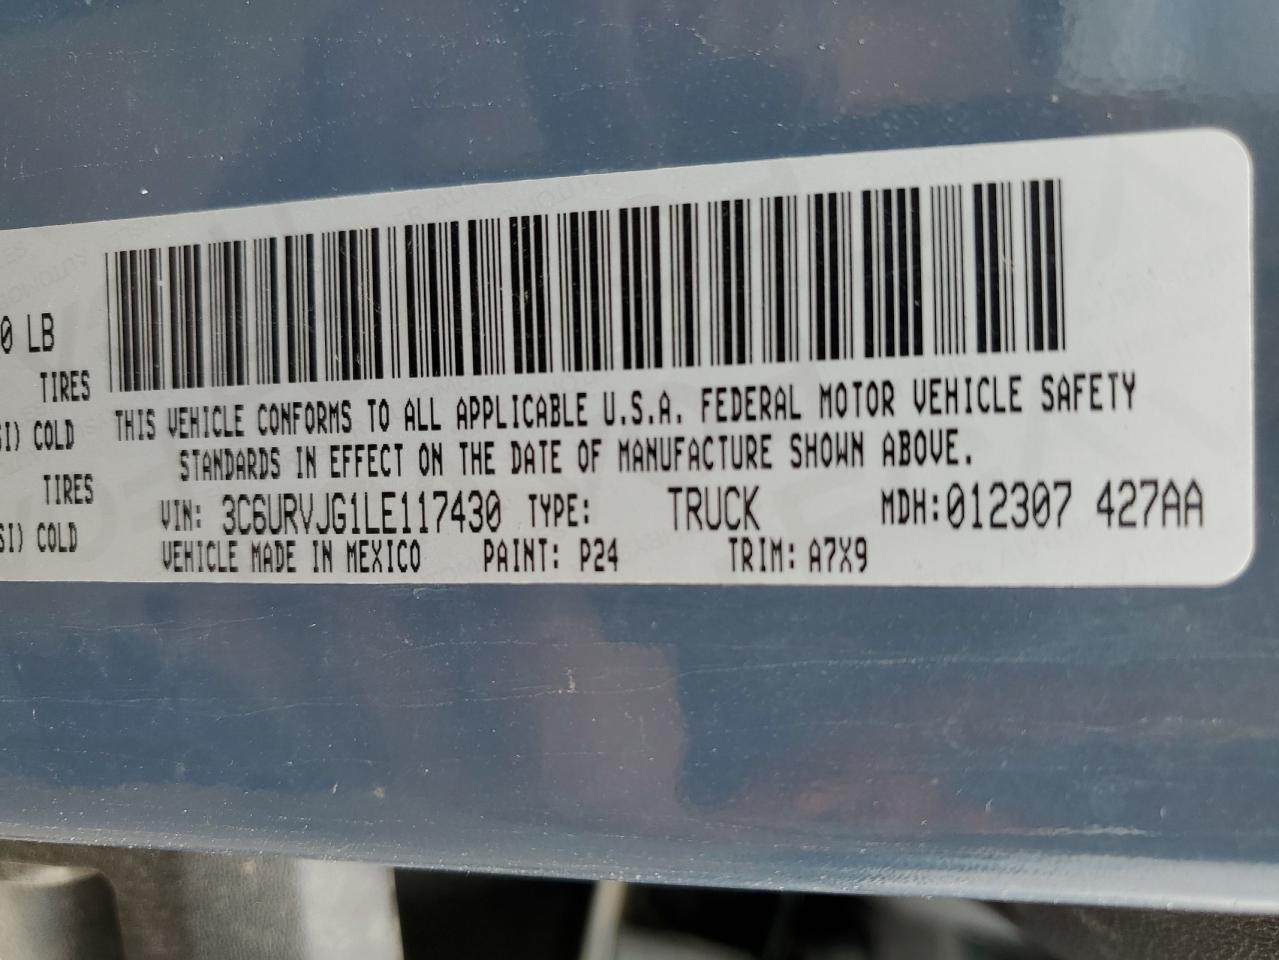 0 LB
TIRES
SI) COLD
TIRES
SI) COLD
THIS VEHICLE CONFORMS TO ALL APPLICABLE U.S.A. FEDERAL MOTOR VEHICLE SAFETY
STANDARDS IN EFFECT ON THE DATE OF MANUFACTURE SHOWN ABOVE.
VIN: 3C6URVJG1LE117430 TYPE: TRUCK MDH:012307 427AA
VEHICLE MADE IN MEXICO PAINT: P24 TRIM: A7X9